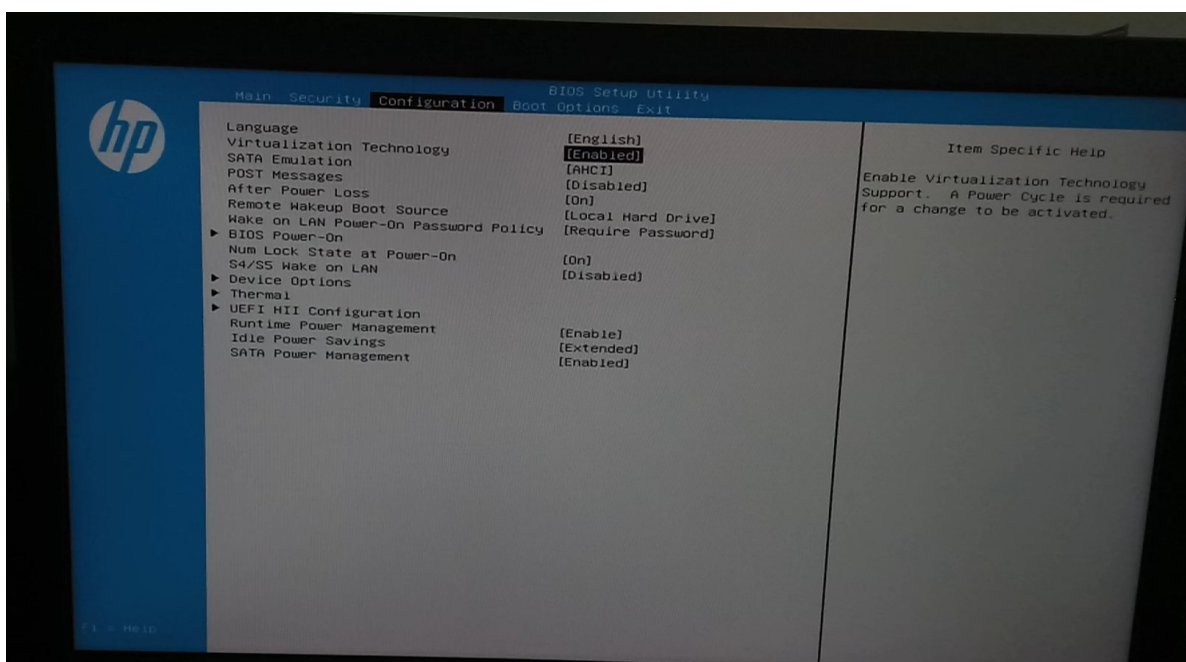 hp
BIOS Setup Utility
Main Security Configuration Boot Options Exit
Language [English]
Virtualization Technology [Enabled]
SATA Emulation [AHCI]
POST Messages [Disabled]
After Power Loss [On]
Remote Wakeup Boot Source [Local Hard Drive]
Wake on LAN Power-On Password Policy [Require Password]
▶ BIOS Power-On
Num Lock State at Power-On [On]
S4/S5 Wake on LAN [Disabled]
▶ Device Options
▶ Thermal
▶ UEFI HII Configuration
Runtime Power Management [Enable]
Idle Power Savings [Extended]
SATA Power Management [Enabled]
Item Specific Help
Enable Virtualization Technology
Support. A Power Cycle is required
for a change to be activated.
F1 = Help